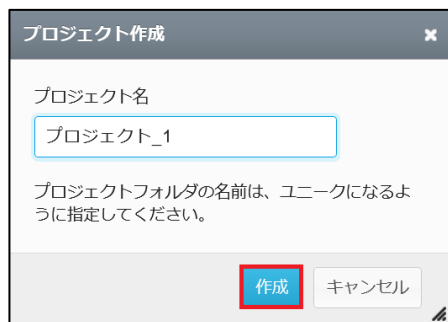 プロジェクト作成
プロジェクト名
プロジェクト_1
プロジェクトフォルダの名前は、ユニークになるよ
うに指定してください。
作成 キャンセル